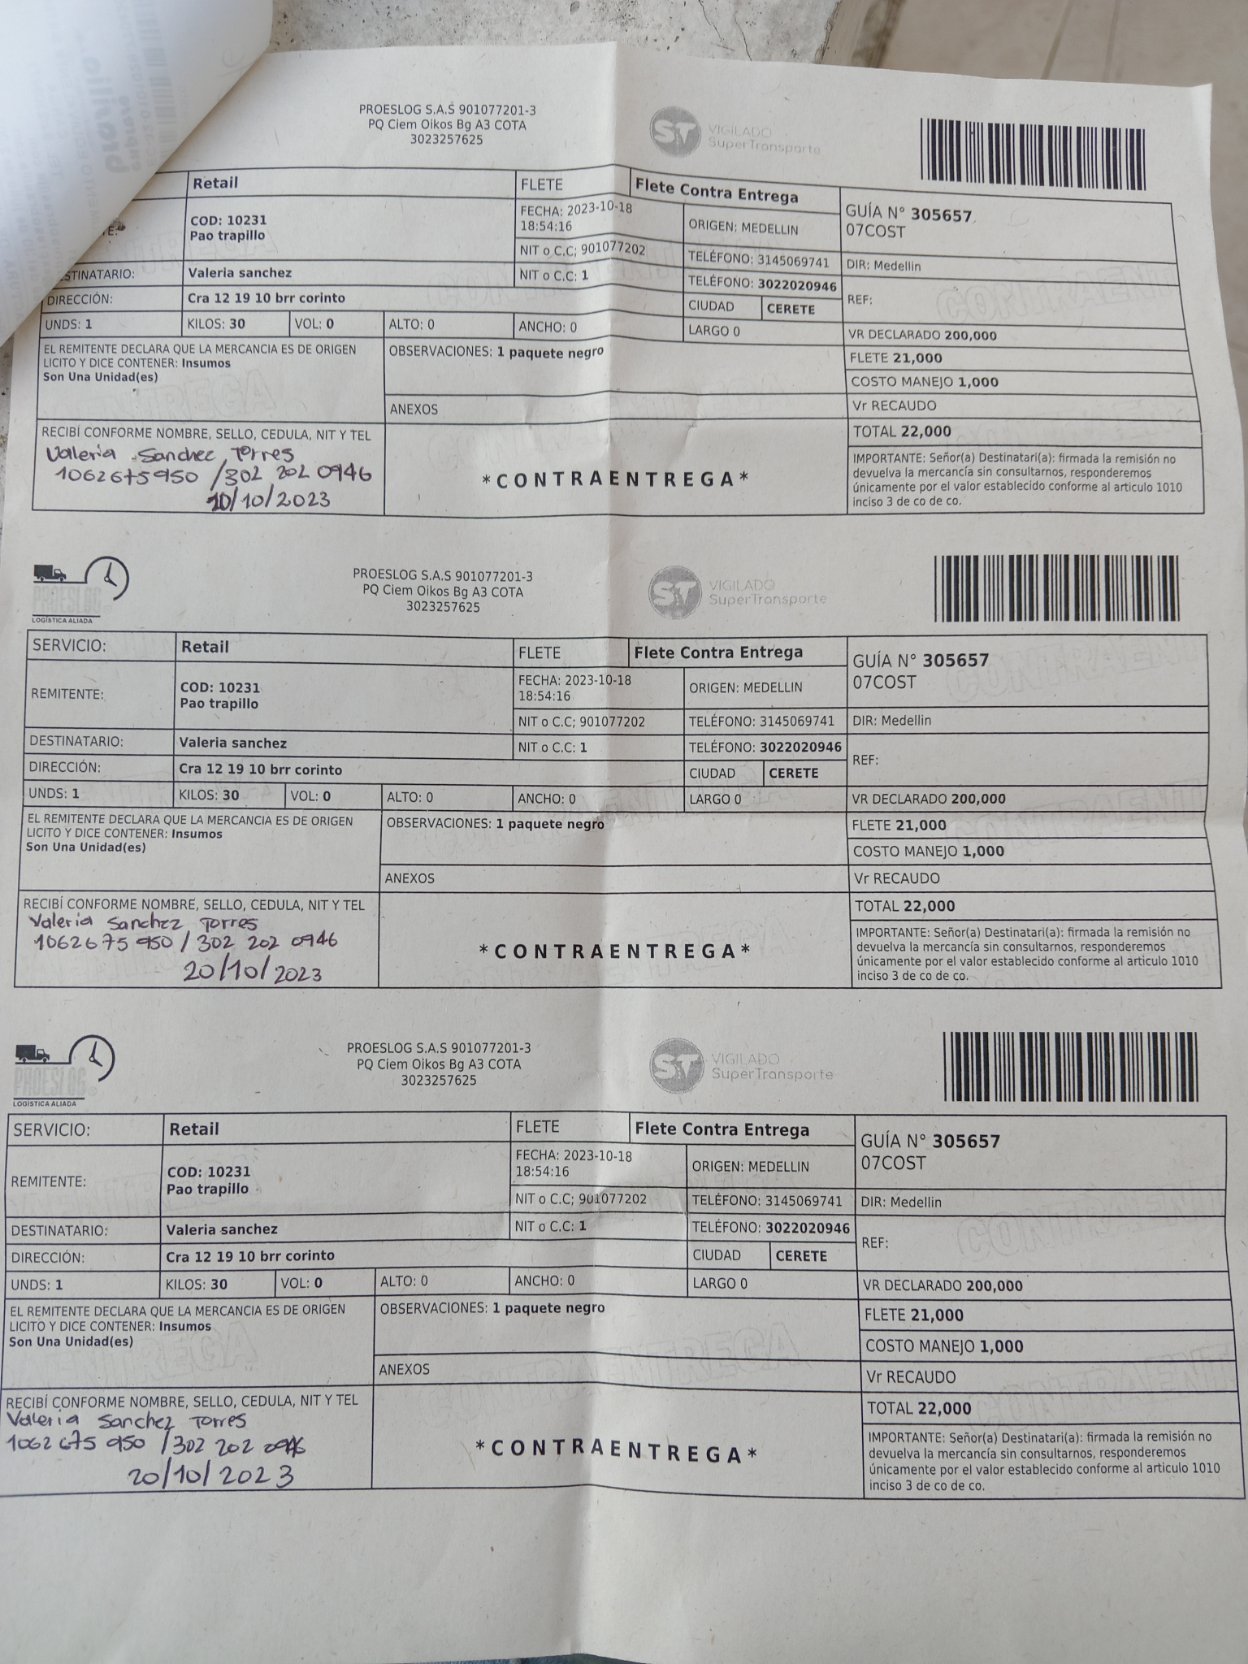 PROESLOG S.A.S 901077201-3
PQ Ciem Oikos Bg A3 COTA
3023257625
ST VIGILADO
SuperTransporte
Retail FLETE Flete Contra Entrega
COD: 10231
Pao trapillo
FECHA: 2023-10-18
18:54:16
ORIGEN: MEDELLIN
GUÍA N° 305657
07COST
NIT o C.C; 901077202 TELÉFONO: 3145069741 DIR: Medellin
STINATARIO: Valeria sanchez NIT o C.C: 1 TELÉFONO: 3022020946
DIRECCIÓN: Cra 12 19 10 brr corinto CIUDAD CERETE REF:
UNDS: 1 KILOS: 30 VOL: 0 ALTO: 0 ANCHO: 0 LARGO 0 VR DECLARADO 200,000
EL REMITENTE DECLARA QUE LA MERCANCIA ES DE ORIGEN
LICITO Y DICE CONTENER: Insumos
Son Una Unidad(es)
OBSERVACIONES: 1 paquete negro
FLETE 21,000
COSTO MANEJO 1,000
ANEXOS
Vr RECAUDO
RECIBÍ CONFORME NOMBRE, SELLO, CEDULA, NIT Y TEL
TOTAL 22,000
Valeria Sanchez Torres
1062675950 / 302 202 0946
20/10/2023
*CONTRAENTREGA*
IMPORTANTE: Señor(a) Destinatari(a): firmada la remisión no
devuelva la mercancía sin consultarnos, responderemos
únicamente por el valor establecido conforme al articulo 1010
inciso 3 de co de co.
PROESLOG
LOGÍSTICA ALIADA
PROESLOG S.A.S 901077201-3
PQ Ciem Oikos Bg A3 COTA
3023257625
ST VIGILADO
SuperTransporte
SERVICIO: Retail FLETE Flete Contra Entrega
REMITENTE: COD: 10231
Pao trapillo
FECHA: 2023-10-18
18:54:16
ORIGEN: MEDELLIN
GUÍA N° 305657
07COST
NIT o C.C; 901077202 TELÉFONO: 3145069741 DIR: Medellin
DESTINATARIO: Valeria sanchez NIT o C.C: 1 TELÉFONO: 3022020946
DIRECCIÓN: Cra 12 19 10 brr corinto CIUDAD CERETE REF:
UNDS: 1 KILOS: 30 VOL: 0 ALTO: 0 ANCHO: 0 LARGO 0 VR DECLARADO 200,000
EL REMITENTE DECLARA QUE LA MERCANCIA ES DE ORIGEN
LICITO Y DICE CONTENER: Insumos
Son Una Unidad(es)
OBSERVACIONES: 1 paquete negro
FLETE 21,000
COSTO MANEJO 1,000
ANEXOS
Vr RECAUDO
RECIBÍ CONFORME NOMBRE, SELLO, CEDULA, NIT Y TEL
TOTAL 22,000
Valeria Sanchez Torres
1062675950 / 302 202 0946
20/10/2023
*CONTRAENTREGA*
IMPORTANTE: Señor(a) Destinatari(a): firmada la remisión no
devuelva la mercancía sin consultarnos, responderemos
únicamente por el valor establecido conforme al articulo 1010
inciso 3 de co de co.
PROESLOG
LOGÍSTICA ALIADA
PROESLOG S.A.S 901077201-3
PQ Ciem Oikos Bg A3 COTA
3023257625
ST VIGILADO
SuperTransporte
SERVICIO: Retail FLETE Flete Contra Entrega
REMITENTE: COD: 10231
Pao trapillo
FECHA: 2023-10-18
18:54:16
ORIGEN: MEDELLIN
GUÍA N° 305657
07COST
NIT o C.C; 901077202 TELÉFONO: 3145069741 DIR: Medellin
DESTINATARIO: Valeria sanchez NIT o C.C: 1 TELÉFONO: 3022020946
DIRECCIÓN: Cra 12 19 10 brr corinto CIUDAD CERETE REF:
UNDS: 1 KILOS: 30 VOL: 0 ALTO: 0 ANCHO: 0 LARGO 0 VR DECLARADO 200,000
EL REMITENTE DECLARA QUE LA MERCANCIA ES DE ORIGEN
LICITO Y DICE CONTENER: Insumos
Son Una Unidad(es)
OBSERVACIONES: 1 paquete negro
FLETE 21,000
COSTO MANEJO 1,000
ANEXOS
Vr RECAUDO
RECIBÍ CONFORME NOMBRE, SELLO, CEDULA, NIT Y TEL
TOTAL 22,000
Valeria Sanchez Torres
1062675950 / 302 202 0946
20/10/2023
*CONTRAENTREGA*
IMPORTANTE: Señor(a) Destinatari(a): firmada la remisión no
devuelva la mercancía sin consultarnos, responderemos
únicamente por el valor establecido conforme al articulo 1010
inciso 3 de co de co.